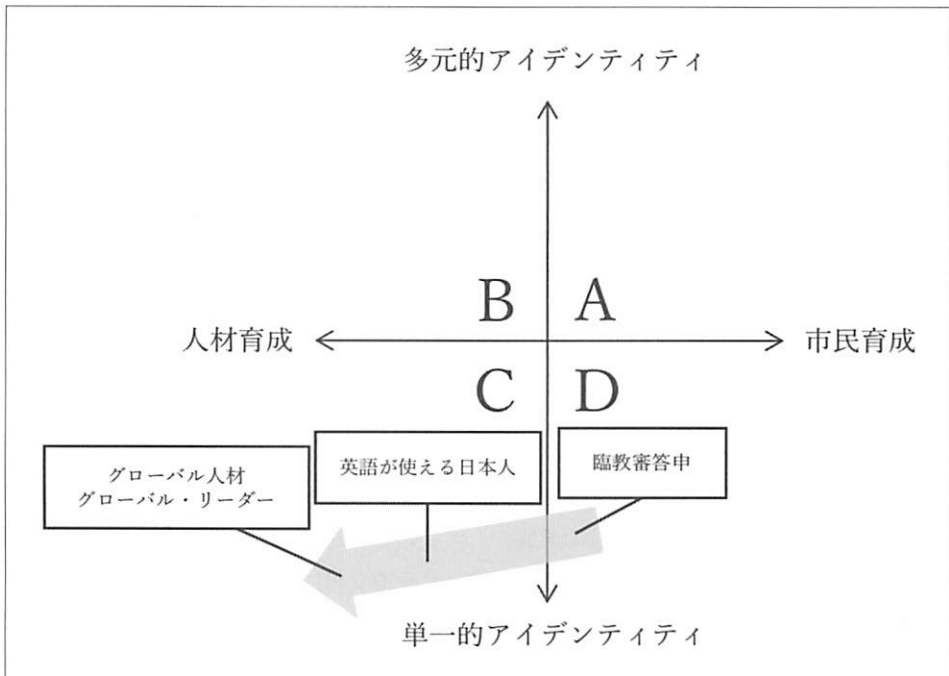 多元的アイデンティティ
B A
人材育成
市民育成
C D
グローバル人材
グローバル・リーダー
英語が使える日本人
臨教審答申
単一的アイデンティティ